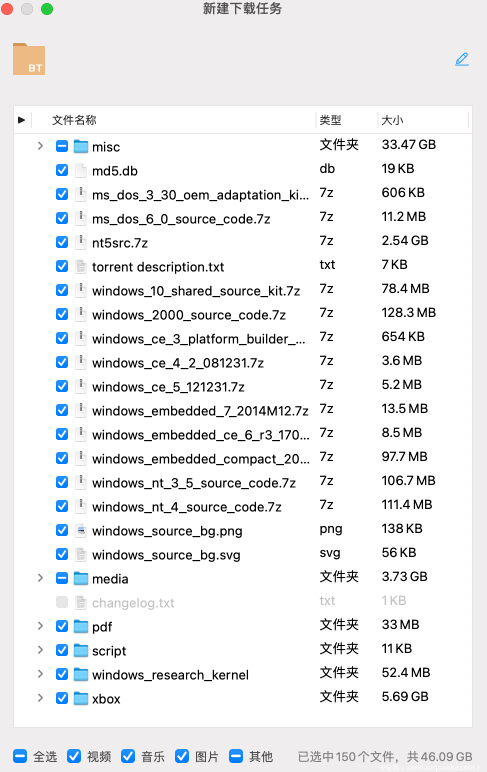 新建下载任务
BT
文件名称 类型 大小
misc 文件夹 33.47 GB
md5.db db 19 KB
ms_dos_3_30_oem_adaptation_ki... 7z 606 KB
ms_dos_6_0_source_code.7z 7z 11.2 MB
nt5src.7z 7z 2.54 GB
torrent description.txt txt 7 KB
windows_10_shared_source_kit.7z 7z 78.4 MB
windows_2000_source_code.7z 7z 128.3 MB
windows_ce_3_platform_builder_... 7z 654 KB
windows_ce_4_2_081231.7z 7z 3.6 MB
windows_ce_5_121231.7z 7z 5.2 MB
windows_embedded_7_2014M12.7z 7z 13.5 MB
windows_embedded_ce_6_r3_170... 7z 8.5 MB
windows_embedded_compact_20... 7z 97.7 MB
windows_nt_3_5_source_code.7z 7z 106.7 MB
windows_nt_4_source_code.7z 7z 111.4 MB
windows_source_bg.png png 138 KB
windows_source_bg.svg svg 56 KB
media 文件夹 3.73 GB
changelog.txt txt 1 KB
pdf 文件夹 33 MB
script 文件夹 11 KB
windows_research_kernel 文件夹 52.4 MB
xbox 文件夹 5.69 GB
全选 视频 音乐 图片 其他 已选中150个文件，共 46.09 GB